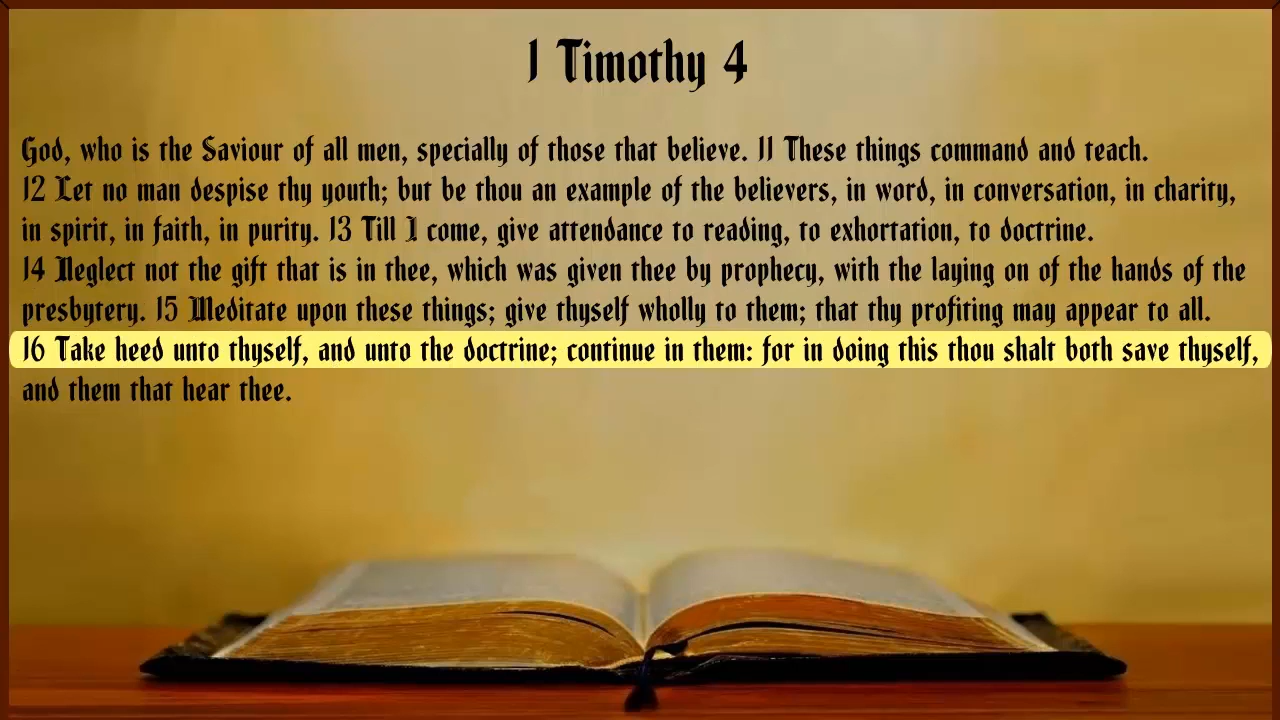 1 Timothy 4
God, who is the Saviour of all men, specially of those that believe. 11 These things command and teach.
12 Let no man despise thy youth; but be thou an example of the believers, in word, in conversation, in charity,
in spirit, in faith, in purity. 13 Till I come, give attendance to reading, to exhortation, to doctrine.
14 Neglect not the gift that is in thee, which was given thee by prophecy, with the laying on of the hands of the
presbytery. 15 Meditate upon these things; give thyself wholly to them; that thy profiting may appear to all.
16 Take heed unto thyself, and unto the doctrine; continue in them: for in doing this thou shalt both save thyself,
and them that hear thee.